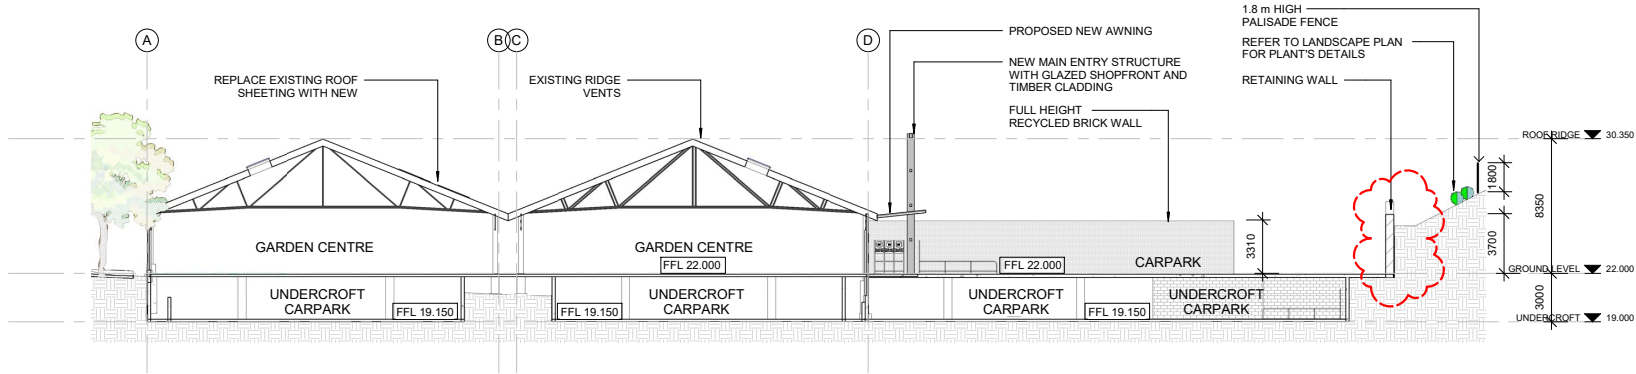 1.8 m HIGH
PALISADE FENCE
A
B
C
D
PROPOSED NEW AWNING
REFER TO LANDSCAPE PLAN
FOR PLANT'S DETAILS
REPLACE EXISTING ROOF
SHEETING WITH NEW
EXISTING RIDGE
VENTS
NEW MAIN ENTRY STRUCTURE
WITH GLAZED SHOPFRONT AND
TIMBER CLADDING
RETAINING WALL
FULL HEIGHT
RECYCLED BRICK WALL
ROOF RIDGE 30.350
1800
8350
GARDEN CENTRE
GARDEN CENTRE
3310
3700
FFL 22.000
FFL 22.000
CARPARK
GROUND LEVEL 22.000
UNDERCROFT
CARPARK
FFL 19.150
FFL 19.150
UNDERCROFT
CARPARK
UNDERCROFT
CARPARK
FFL 19.150
UNDERCROFT
CARPARK
3000
UNDERCROFT 19.000